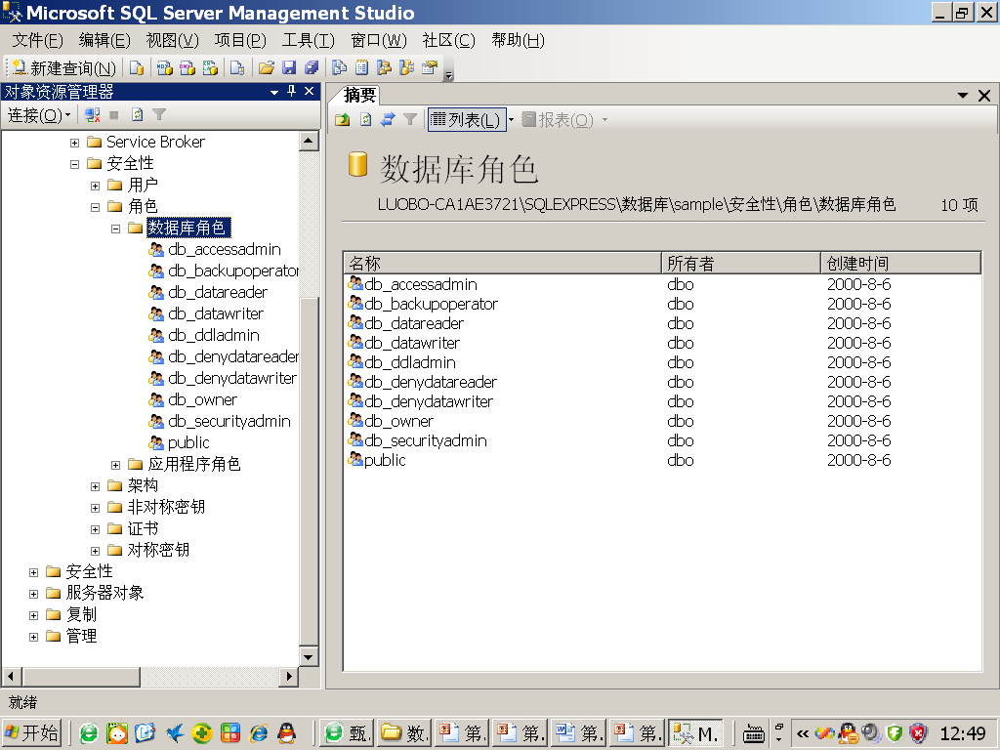 Microsoft SQL Server Management Studio
文件(F) 编辑(E) 视图(V) 项目(P) 工具(T) 窗口(W) 社区(C) 帮助(H)
新建查询(N)
对象资源管理器
连接(O)
Service Broker
安全性
用户
角色
数据库角色
db_accessadmin
db_backupoperator
db_datareader
db_datawriter
db_ddladmin
db_denydatareader
db_denydatawriter
db_owner
db_securityadmin
public
应用程序角色
架构
非对称密钥
证书
对称密钥
安全性
服务器对象
复制
管理
摘要
列表(L) 报表(O)
数据库角色
LUOBO-CA1AE3721\SQLEXPRESS\数据库\sample\安全性\角色\数据库角色 10 项
名称 所有者 创建时间
db_accessadmin dbo 2000-8-6
db_backupoperator dbo 2000-8-6
db_datareader dbo 2000-8-6
db_datawriter dbo 2000-8-6
db_ddladmin dbo 2000-8-6
db_denydatareader dbo 2000-8-6
db_denydatawriter dbo 2000-8-6
db_owner dbo 2000-8-6
db_securityadmin dbo 2000-8-6
public dbo 2000-8-6
就绪
开始 甄. 数. 第. 第. 第. 第. M. « 12:49